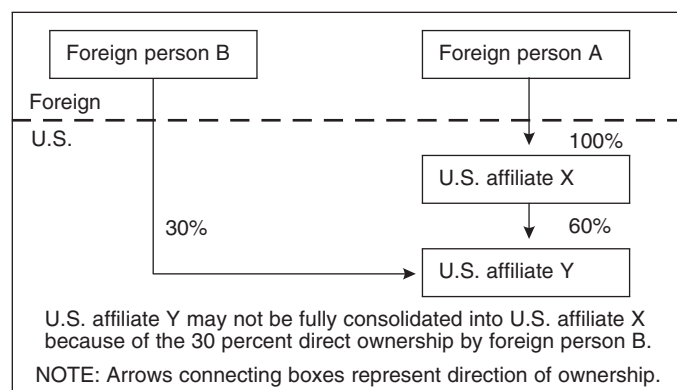 Foreign person B
Foreign person A
Foreign
U.S.
100%
U.S. affiliate X
30%
60%
U.S. affiliate Y
U.S. affiliate Y may not be fully consolidated into U.S. affiliate X
because of the 30 percent direct ownership by foreign person B.
NOTE: Arrows connecting boxes represent direction of ownership.